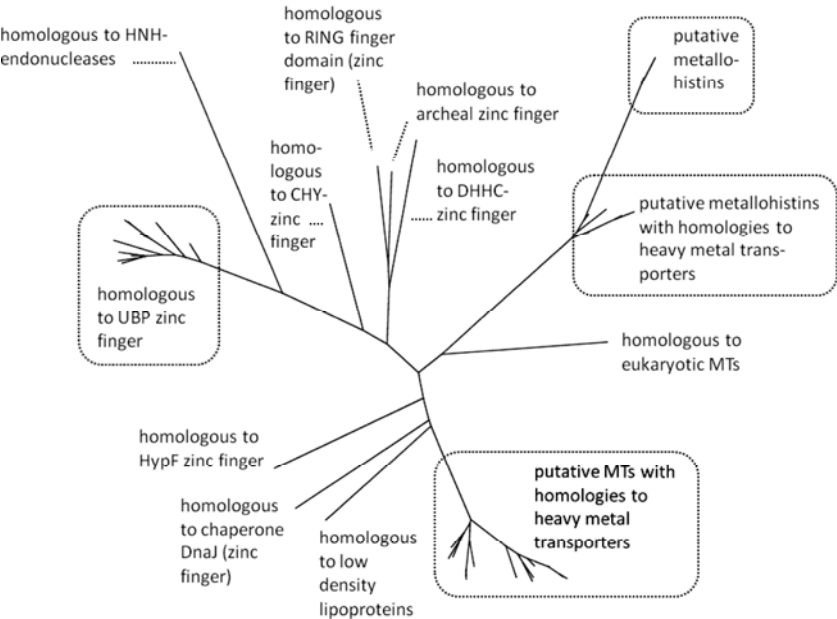 homologous to HNH-
endonucleases ..........
homologous
to RING finger
domain (zinc
finger)
putative
metallo-
histins
homologous to
archeal zinc finger
homo-
logous
to CHY-
zinc ....
finger
homologous
to DHHC-
zinc finger
putative metallohistins
with homologies to
heavy metal trans-
porters
homologous
to UBP zinc
finger
homologous to
eukaryotic MTs
homologous to
HypF zinc finger
putative MTs with
homologies to
heavy metal
transporters
homologous
to chaperone
DnaJ (zinc
finger)
homologous
to low
density
lipoproteins